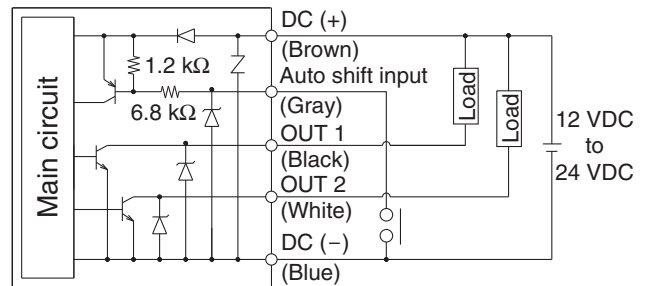 Main circuit
1.2 kΩ
6.8 kΩ
DC (+)
(Brown)
Auto shift input
(Gray)
OUT 1
(Black)
OUT 2
(White)
DC (−)
(Blue)
Load
Load
12 VDC
to
24 VDC